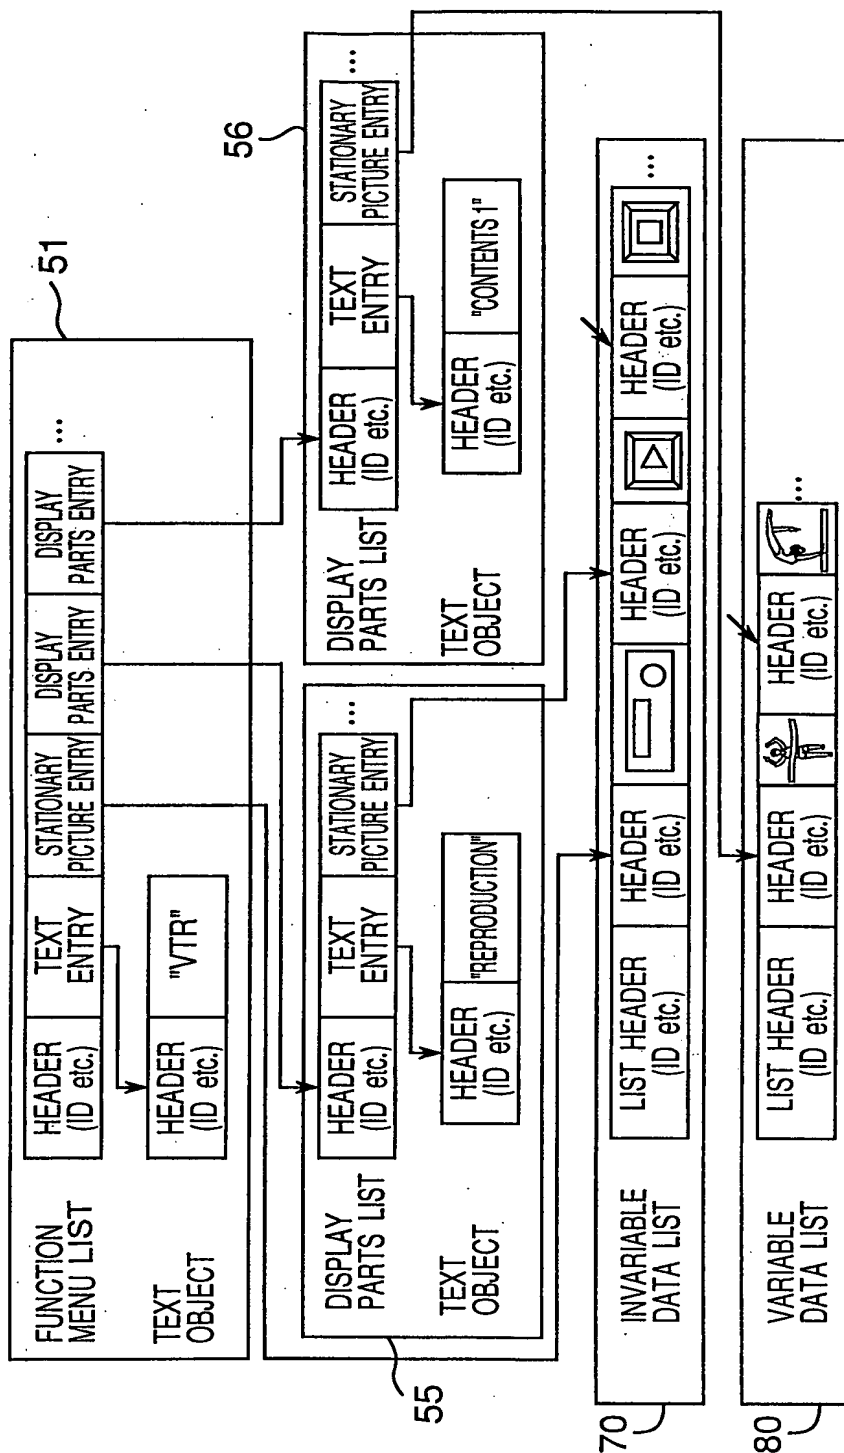 51
FUNCTION
MENU LIST
HEADER
(ID etc.)
TEXT
ENTRY
STATIONARY
PICTURE ENTRY
DISPLAY
PARTS ENTRY
DISPLAY
PARTS ENTRY
...
TEXT
OBJECT
HEADER
(ID etc.)
"VTR"
55
DISPLAY
PARTS LIST
HEADER
(ID etc.)
TEXT
ENTRY
STATIONARY
PICTURE ENTRY
...
TEXT
OBJECT
HEADER
(ID etc.)
"REPRODUCTION"
56
DISPLAY
PARTS LIST
HEADER
(ID etc.)
TEXT
ENTRY
STATIONARY
PICTURE ENTRY
...
TEXT
OBJECT
HEADER
(ID etc.)
"CONTENTS 1"
70
INVARIABLE
DATA LIST
LIST HEADER
(ID etc.)
HEADER
(ID etc.)
HEADER
(ID etc.)
HEADER
(ID etc.)
...
80
VARIABLE
DATA LIST
LIST HEADER
(ID etc.)
HEADER
(ID etc.)
HEADER
(ID etc.)
...